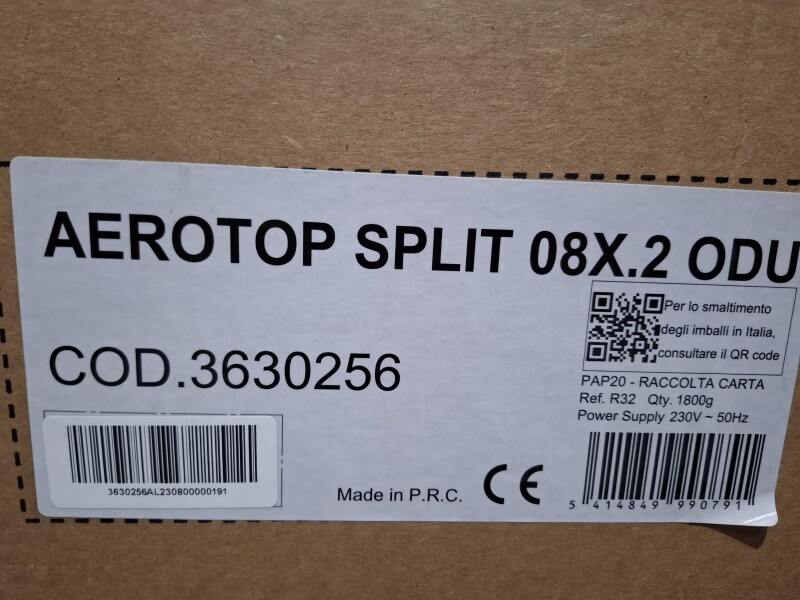 AEROTOP SPLIT 08X.2 ODU
COD.3630256
Per lo smaltimento
degli imballi in Italia,
consultare il QR code
PAP20 - RACCOLTA CARTA
Ref. R32 Qty. 1800g
Power Supply 230V ~ 50Hz
3630256AL230800000191
Made in P.R.C.
CE
5 414849 990791